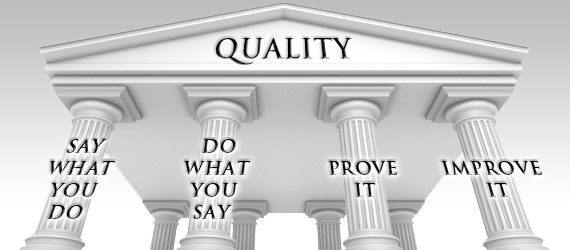 QUALITY
SAY
WHAT
YOU
DO
DO
WHAT
YOU
SAY
PROVE
IT
IMPROVE
IT